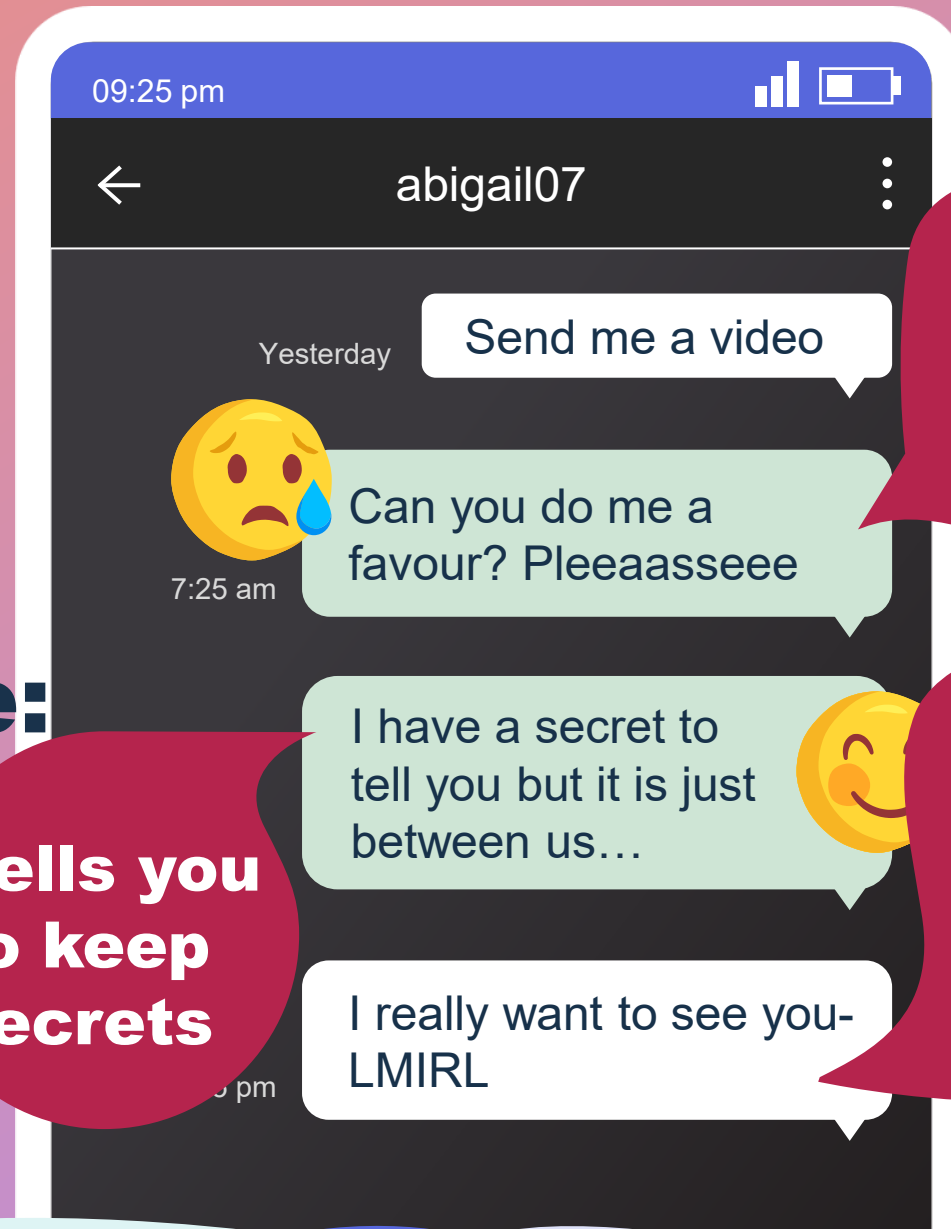 09:25 pm
abigail07
Yesterday
Send me a video
Can you do me a
favour? Pleeaasseee
7:25 am
I have a secret to
tell you but it is just
between us…
ells you
o keep
ecrets
I really want to see you-
LMIRL
pm